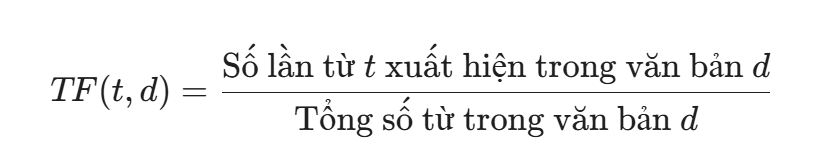 TF(t, d) = Số lần từ t xuất hiện trong văn bản d / Tổng số từ trong văn bản d